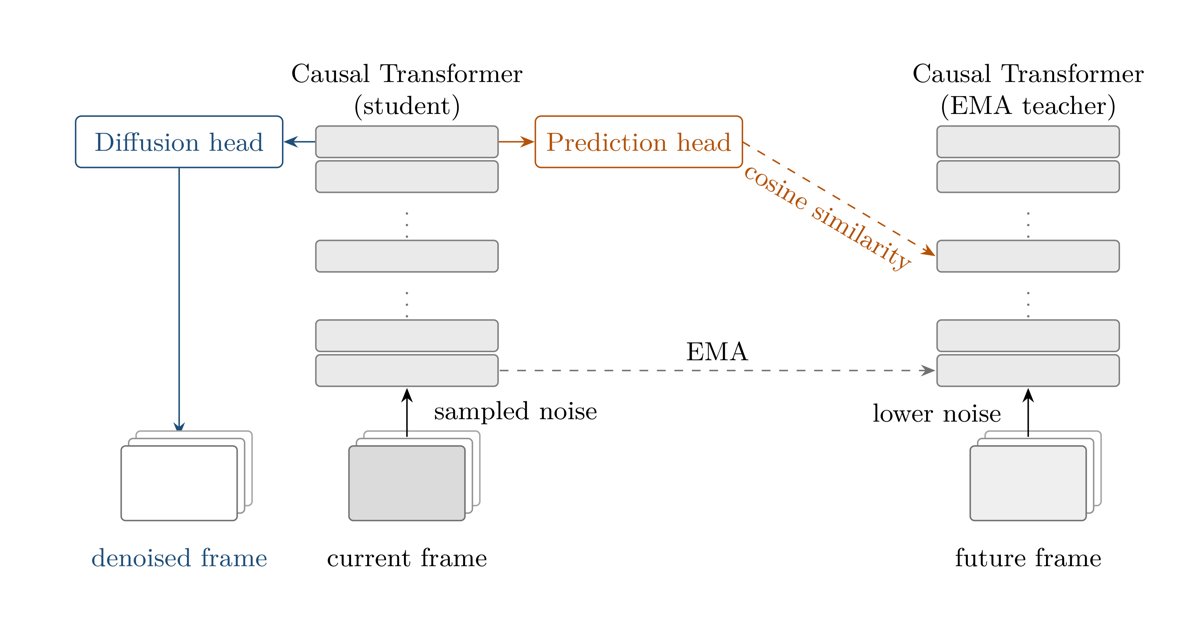 Causal Transformer
(student)
Causal Transformer
(EMA teacher)
Diffusion head
Prediction head
cosine similarity
EMA
sampled noise
lower noise
denoised frame
current frame
future frame